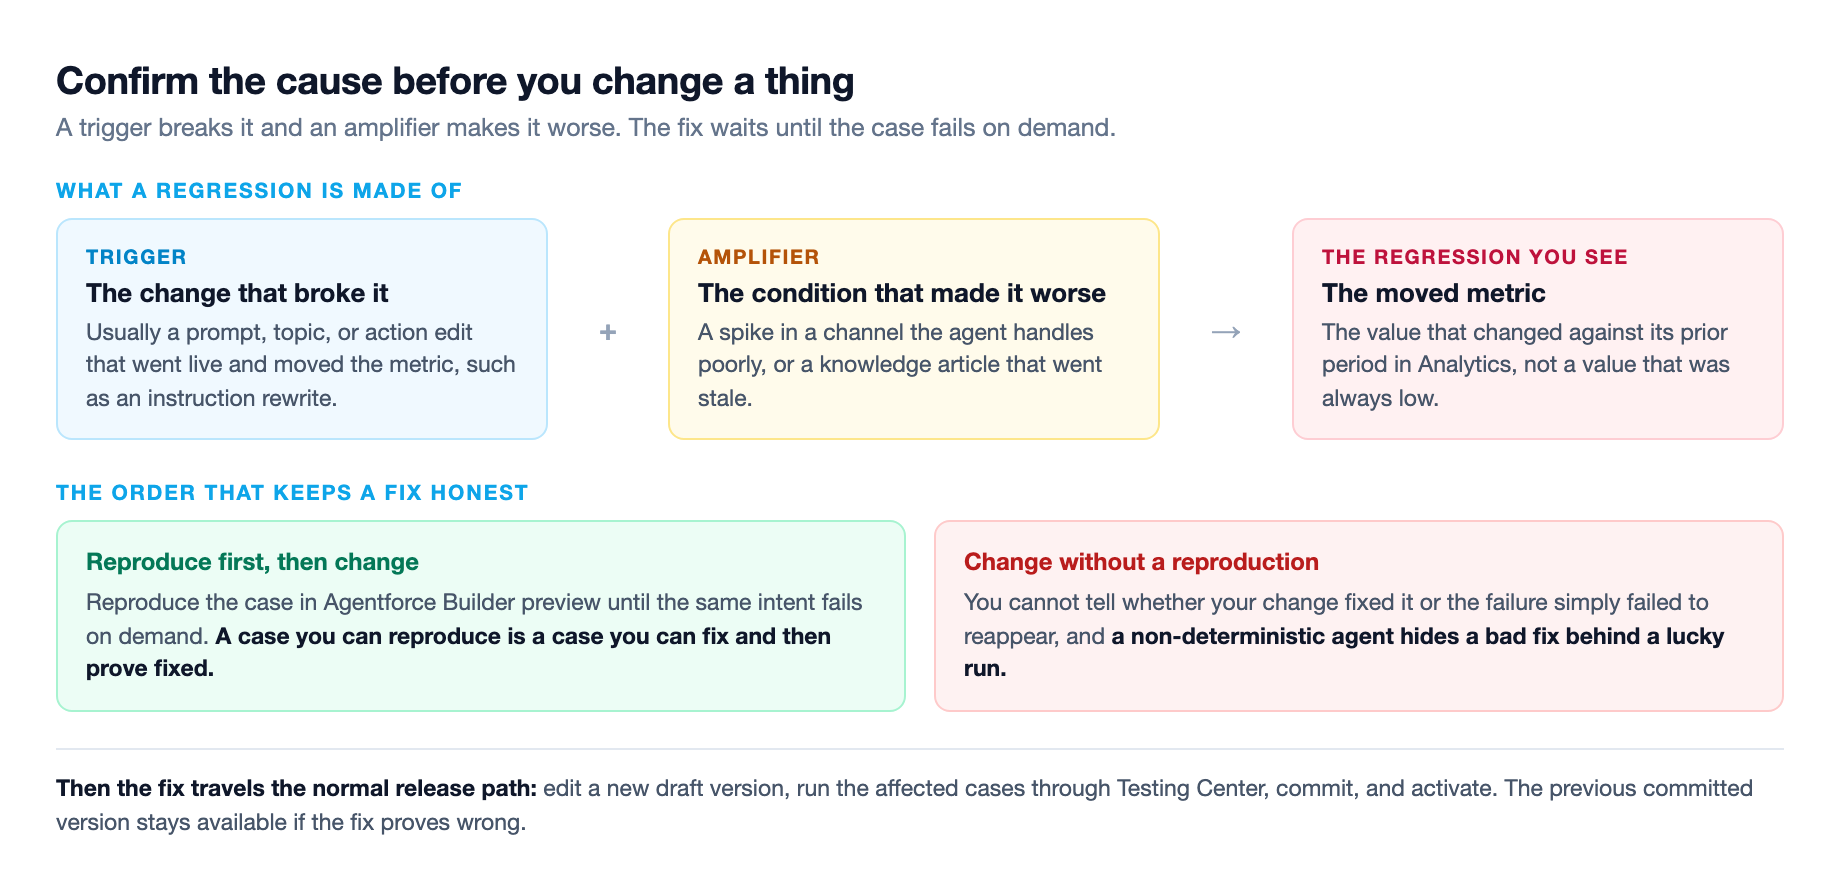 Confirm the cause before you change a thing
A trigger breaks it and an amplifier makes it worse. The fix waits until the case fails on demand.
WHAT A REGRESSION IS MADE OF
TRIGGER
The change that broke it
Usually a prompt, topic, or action edit
that went live and moved the metric, such
as an instruction rewrite.
+
AMPLIFIER
The condition that made it worse
A spike in a channel the agent handles
poorly, or a knowledge article that went
stale.
→
THE REGRESSION YOU SEE
The moved metric
The value that changed against its prior
period in Analytics, not a value that was
always low.
THE ORDER THAT KEEPS A FIX HONEST
Reproduce first, then change
Reproduce the case in Agentforce Builder preview until the same intent fails
on demand. A case you can reproduce is a case you can fix and then
prove fixed.
Change without a reproduction
You cannot tell whether your change fixed it or the failure simply failed to
reappear, and a non-deterministic agent hides a bad fix behind a lucky
run.
Then the fix travels the normal release path: edit a new draft version, run the affected cases through Testing Center, commit, and activate. The previous committed
version stays available if the fix proves wrong.